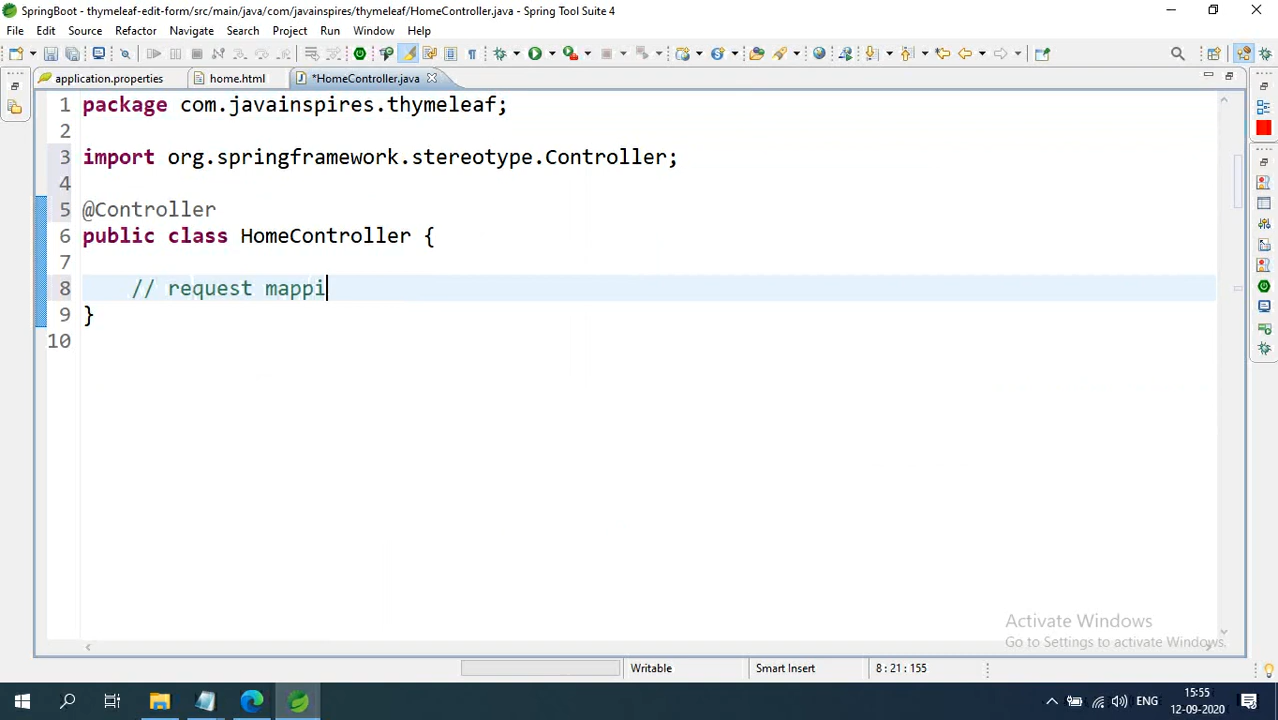 SpringBoot - thymeleaf-edit-form/src/main/java/com/javainspires/thymeleaf/HomeController.java - Spring Tool Suite 4
File Edit Source Refactor Navigate Search Project Run Window Help
application.properties home.html *HomeController.java
1 package com.javainspires.thymeleaf;
2
3 import org.springframework.stereotype.Controller;
4
5 @Controller
6 public class HomeController {
7
8 // request mappi
9 }
10
Activate Windows
Go to Settings to activate Windows.
Writable Smart Insert 8 : 21 : 155
ENG 15:55
12-09-2020